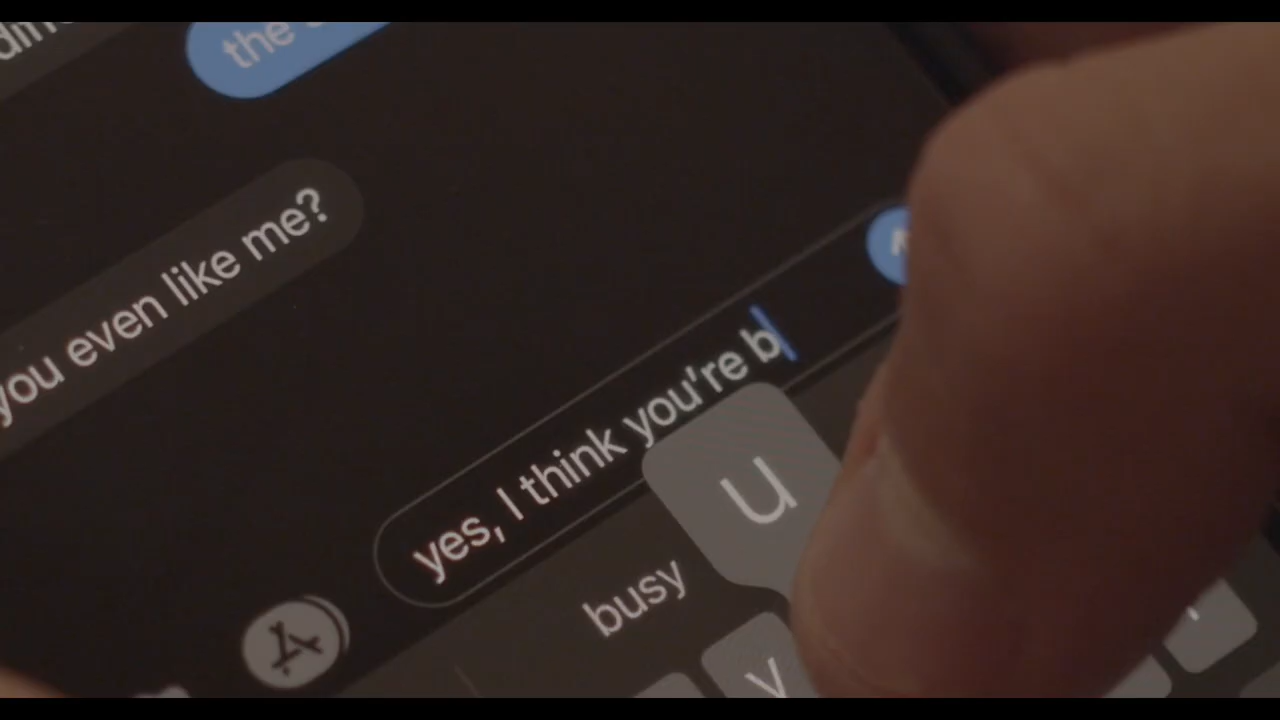 the
you even like me?
yes, I think you're b
u
busy
y